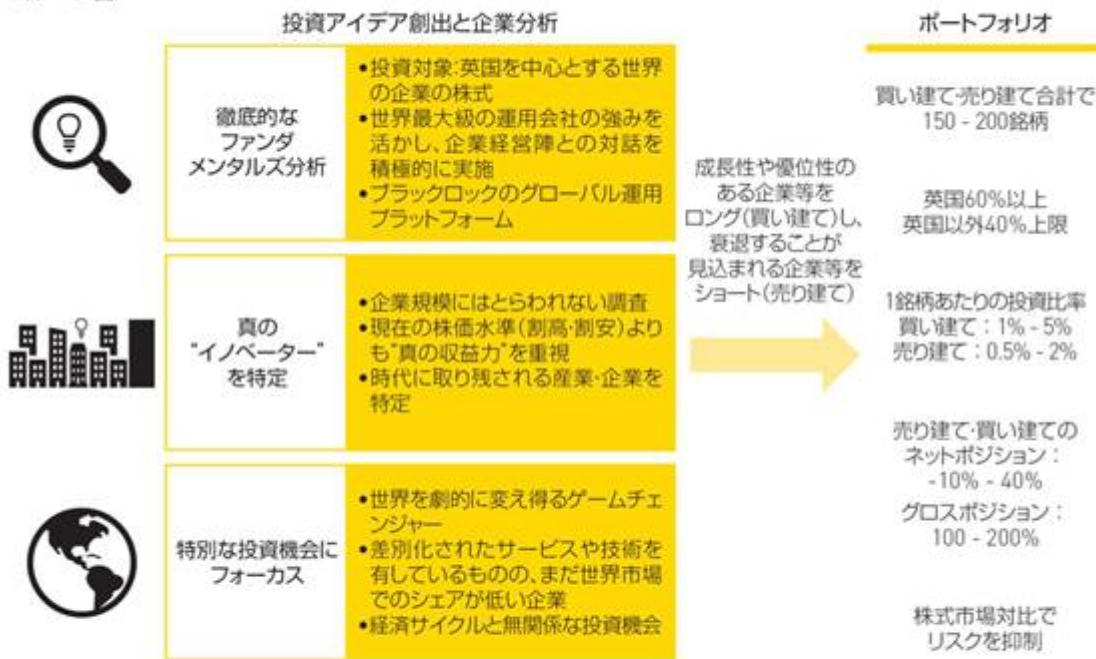 投資アイデア創出と企業分析
徹底的な
ファンダ
メンタルズ分析
•投資対象:英国を中心とする世界
の企業の株式
•世界最大級の運用会社の強みを
活かし、企業経営陣との対話を
積極的に実施
•ブラックロックのグローバル運用
プラットフォーム
真の
"イノベーター"
を特定
•企業規模にはとらわれない調査
•現在の株価水準(割高・割安)より
も"真の収益力"を重視
•時代に取り残される産業・企業を
特定
特別な投資機会に
フォーカス
•世界を劇的に変え得るゲームチェ
ンジャー
•差別化されたサービスや技術を
有しているものの、まだ世界市場
でのシェアが低い企業
•経済サイクルと無関係な投資機会
成長性や優位性の
ある企業等を
ロング(買い建て)し、
衰退することが
見込まれる企業等を
ショート(売り建て)
ポートフォリオ
買い建て・売り建て合計で
150 - 200銘柄
英国60%以上
英国以外40%上限
1銘柄あたりの投資比率
買い建て：1% - 5%
売り建て：0.5% - 2%
売り建て・買い建ての
ネットポジション：
-10% - 40%
グロスポジション：
100 - 200%
株式市場対比で
リスクを抑制